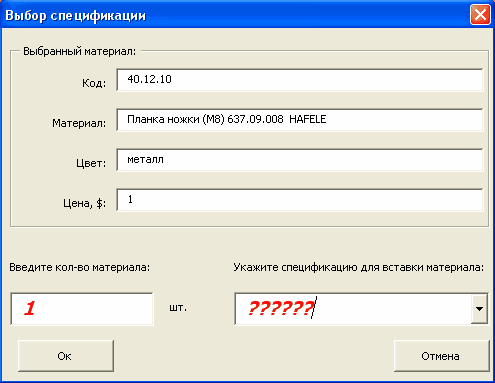 Выбор спецификации
Выбранный материал:
Код: 40.12.10
Материал: Планка ножки (М8) 637.09.008 HAFELE
Цвет: металл
Цена, $: 1
Введите кол-во материала: Укажите спецификацию для вставки материала:
1 шт. ??????
Ок Отмена